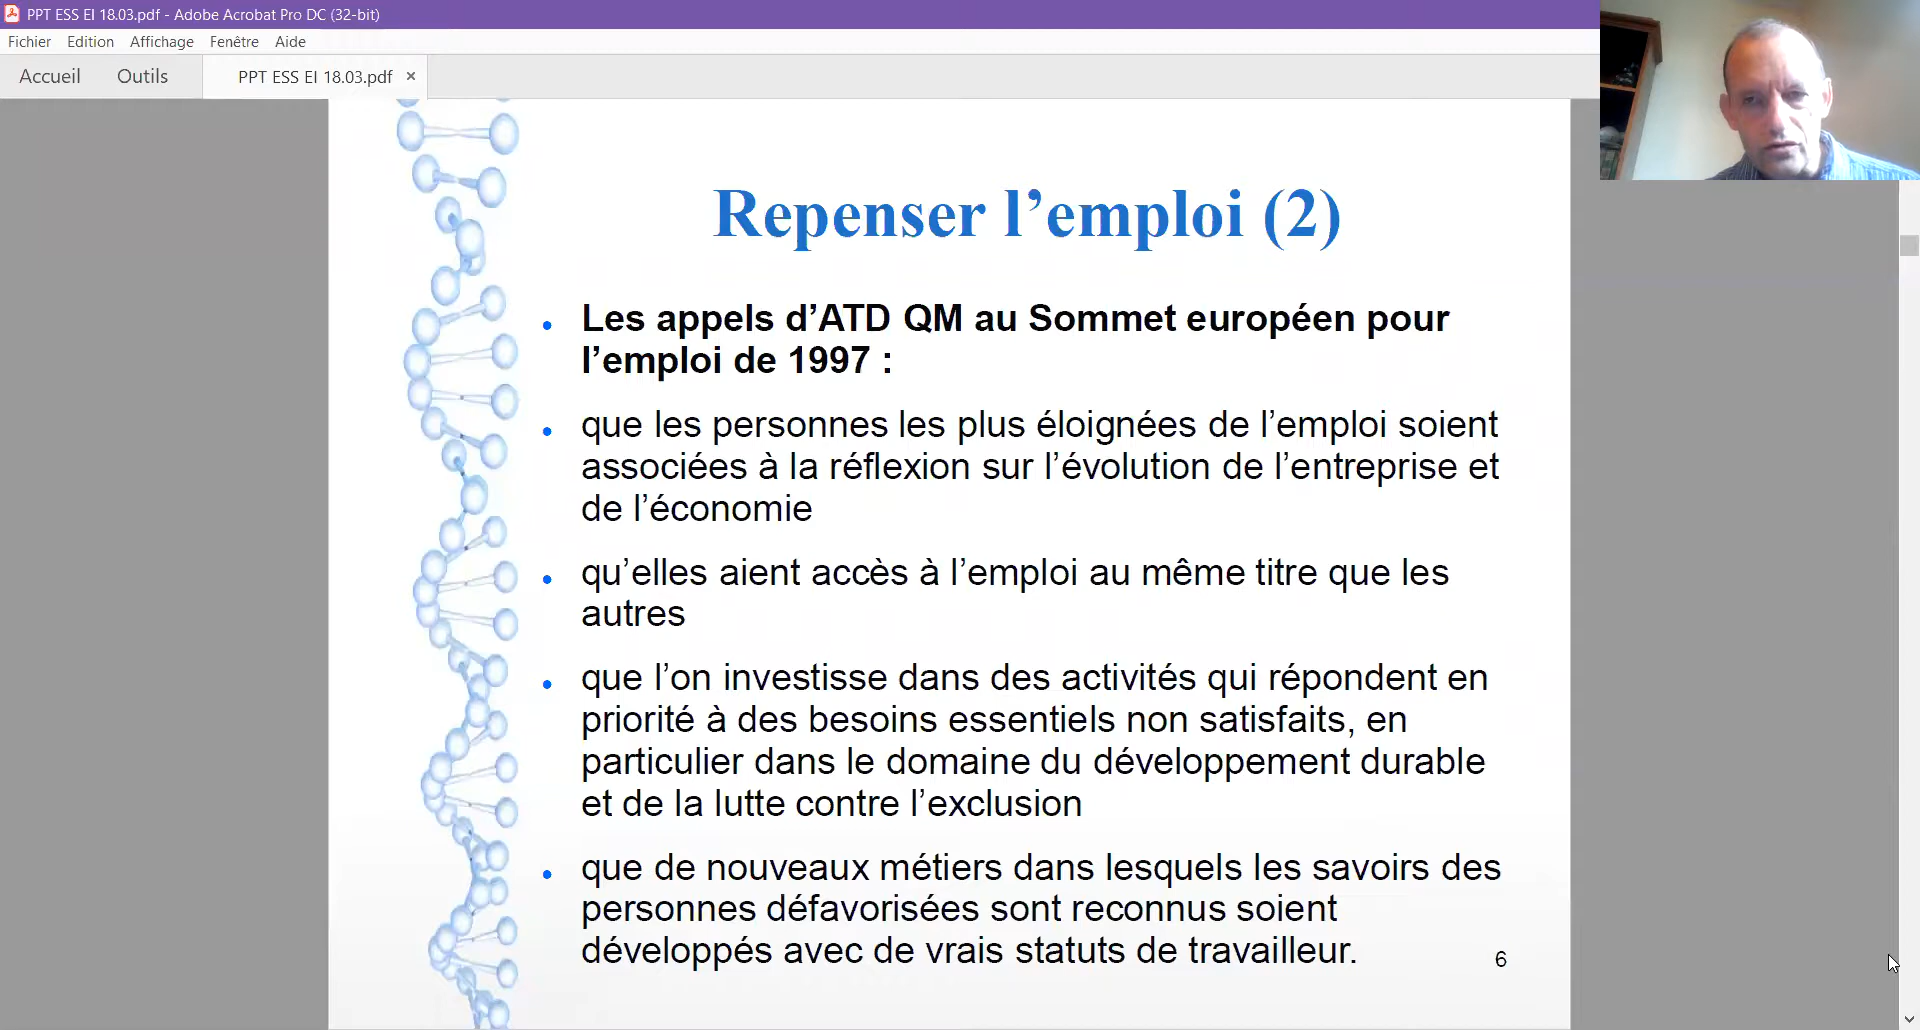 PPT ESS EI 18.03.pdf - Adobe Acrobat Pro DC (32-bit)
Fichier Edition Affichage Fenêtre Aide
Accueil Outils PPT ESS EI 18.03.pdf ×
Repenser l’emploi (2)
• Les appels d’ATD QM au Sommet européen pour
l’emploi de 1997 :
• que les personnes les plus éloignées de l’emploi soient
associées à la réflexion sur l’évolution de l’entreprise et
de l’économie
• qu’elles aient accès à l’emploi au même titre que les
autres
• que l’on investisse dans des activités qui répondent en
priorité à des besoins essentiels non satisfaits, en
particulier dans le domaine du développement durable
et de la lutte contre l’exclusion
• que de nouveaux métiers dans lesquels les savoirs des
personnes défavorisées sont reconnus soient
développés avec de vrais statuts de travailleur.
6